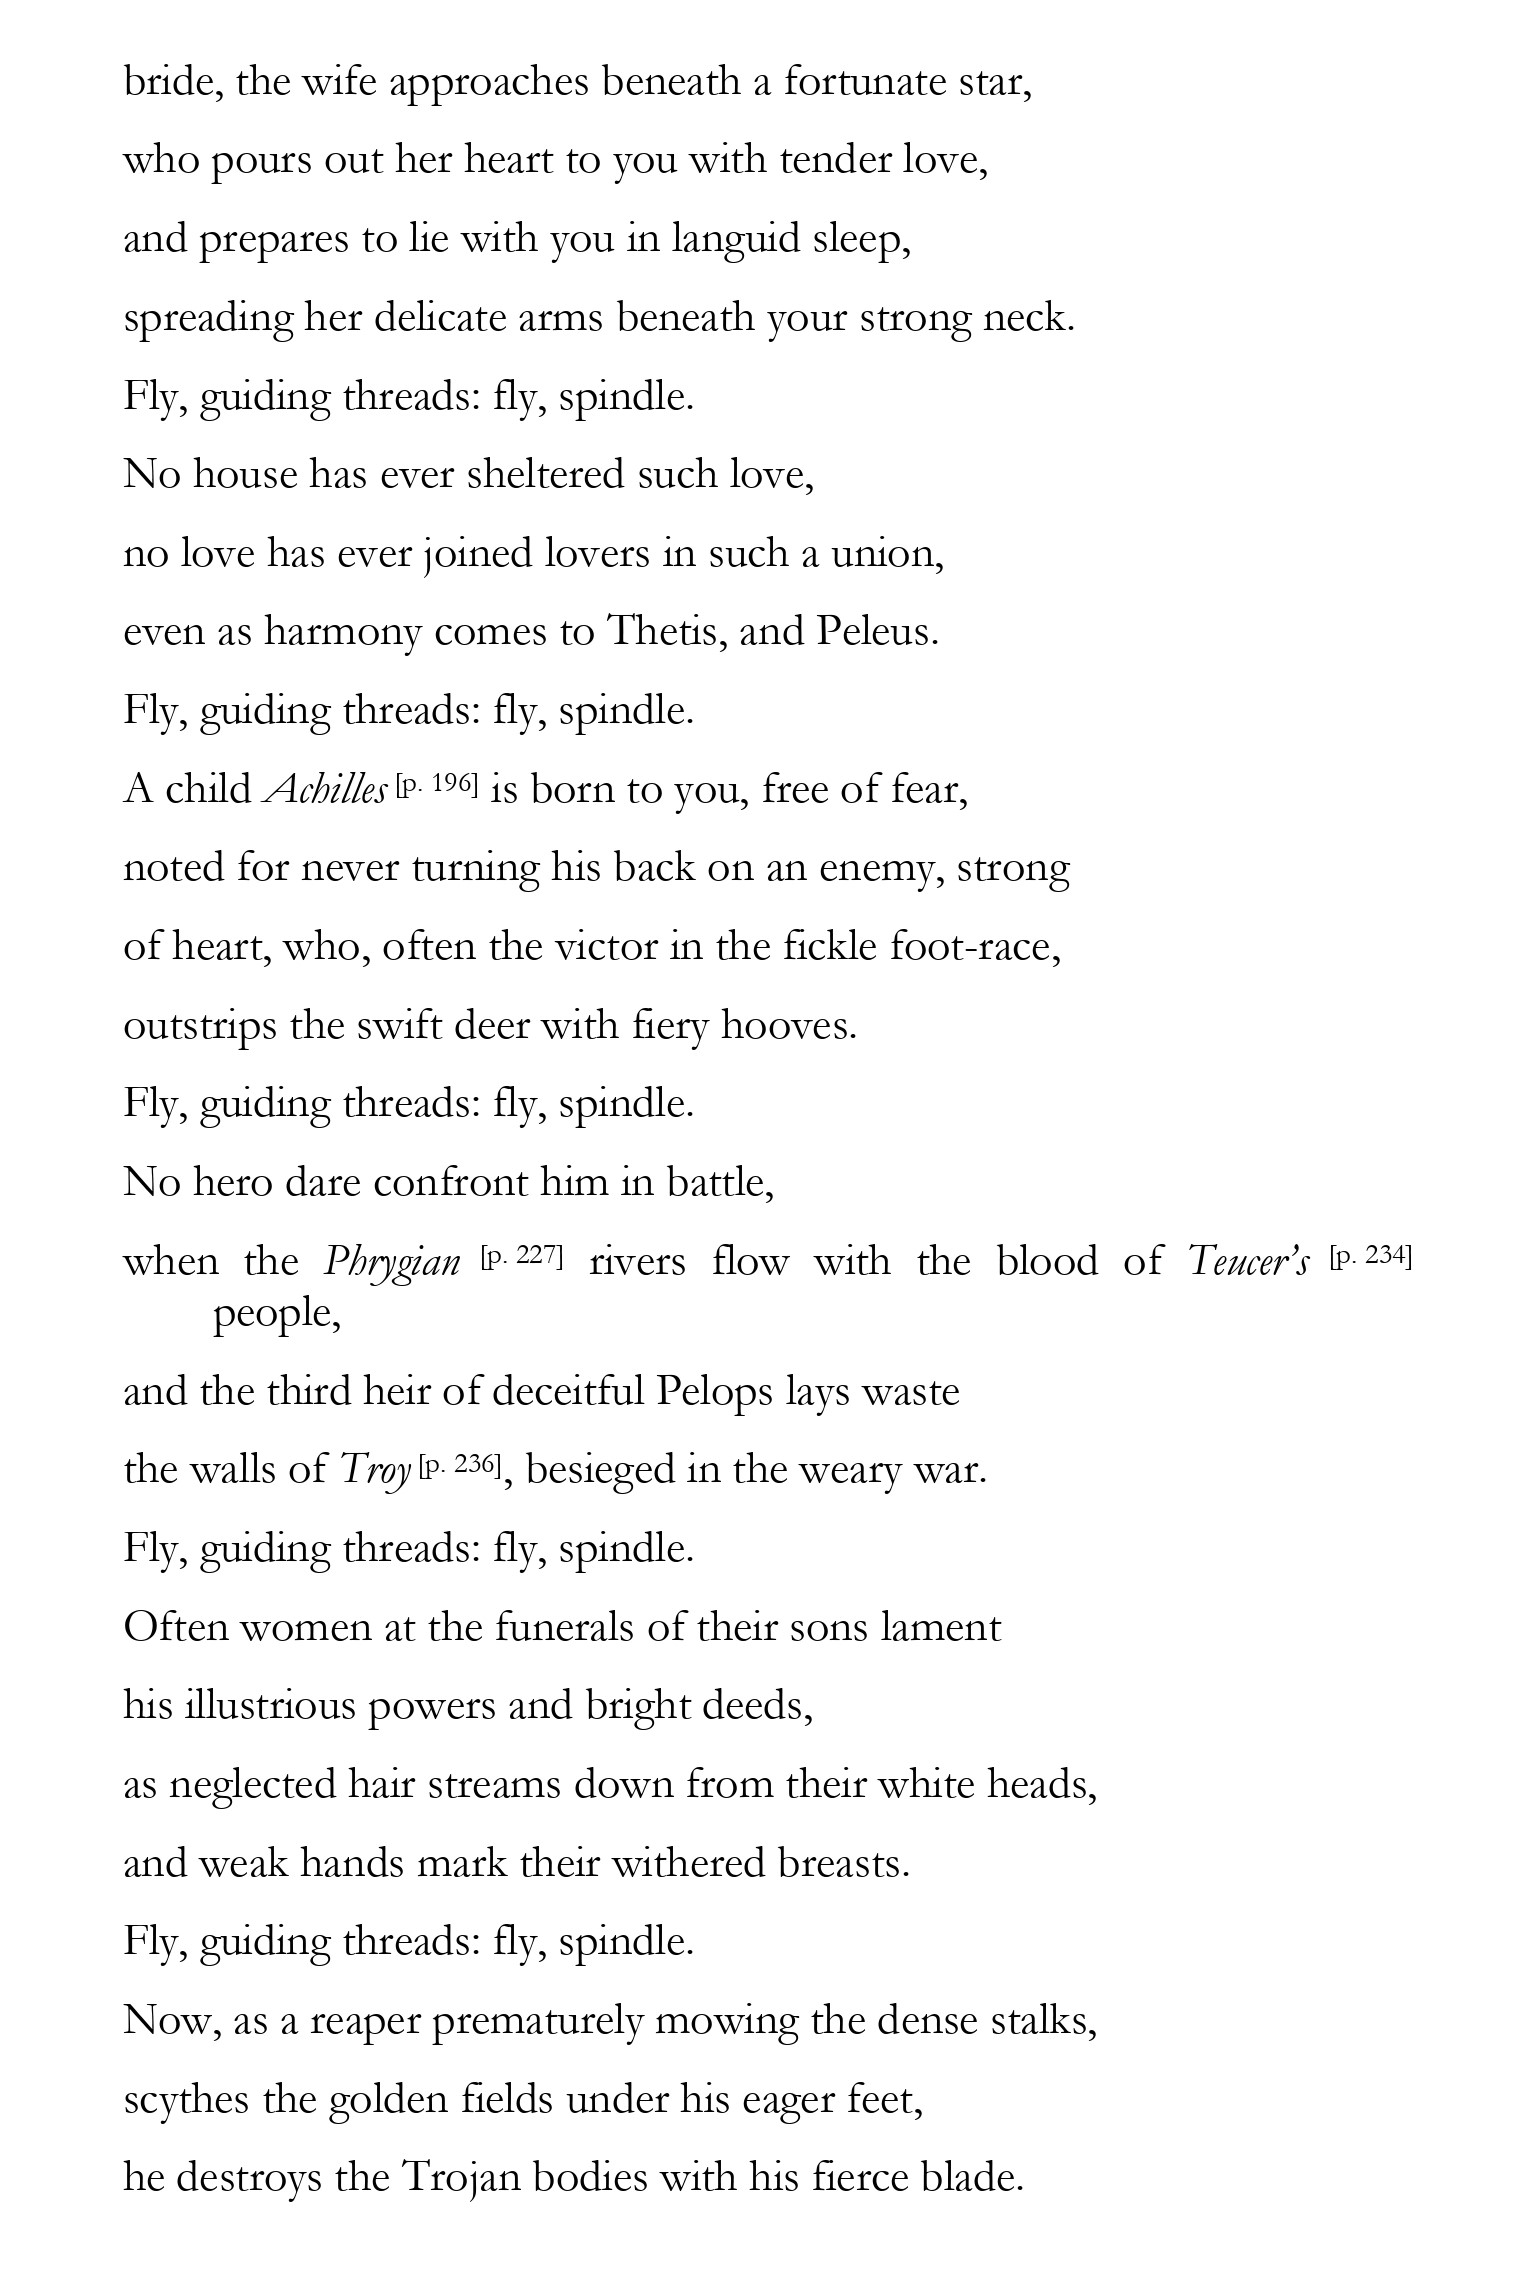 bride, the wife approaches beneath a fortunate star,
who pours out her heart to you with tender love,
and prepares to lie with you in languid sleep,
spreading her delicate arms beneath your strong neck.
Fly, guiding threads: fly, spindle.
No house has ever sheltered such love,
no love has ever joined lovers in such a union,
even as harmony comes to Thetis, and Peleus.
Fly, guiding threads: fly, spindle.
A child Achilles [p. 196] is born to you, free of fear,
noted for never turning his back on an enemy, strong
of heart, who, often the victor in the fickle foot-race,
outstrips the swift deer with fiery hooves.
Fly, guiding threads: fly, spindle.
No hero dare confront him in battle,
when the Phrygian [p. 227] rivers flow with the blood of Teucer’s [p. 234]
people,
and the third heir of deceitful Pelops lays waste
the walls of Troy [p. 236], besieged in the weary war.
Fly, guiding threads: fly, spindle.
Often women at the funerals of their sons lament
his illustrious powers and bright deeds,
as neglected hair streams down from their white heads,
and weak hands mark their withered breasts.
Fly, guiding threads: fly, spindle.
Now, as a reaper prematurely mowing the dense stalks,
scythes the golden fields under his eager feet,
he destroys the Trojan bodies with his fierce blade.